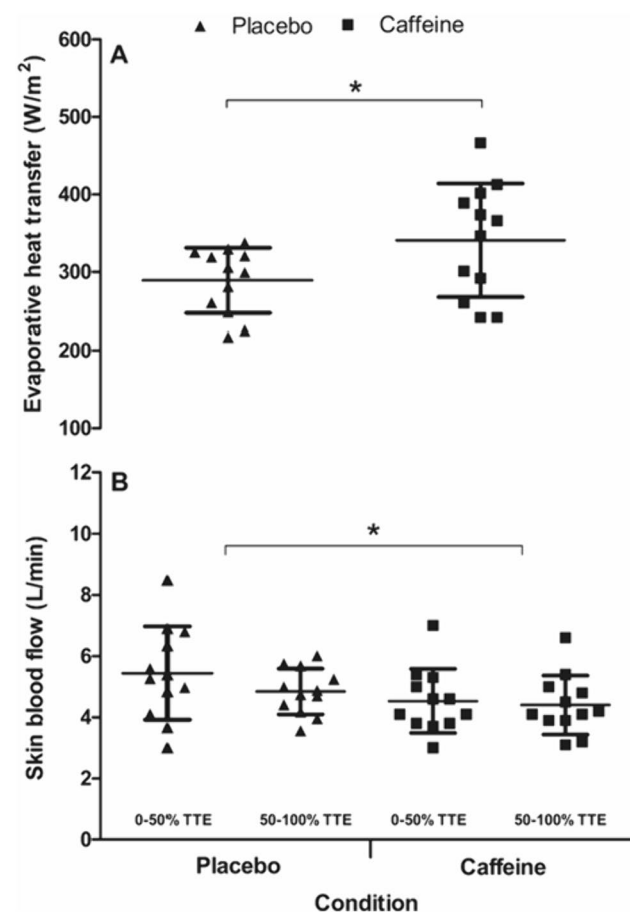 Placebo Caffeine
A
*
600
500
400
300
200
100
Evaporative heat transfer (W/m²)
B
*
12
10
8
6
4
2
0
Skin blood flow (L/min)
0-50% TTE 50-100% TTE 0-50% TTE 50-100% TTE
Placebo Caffeine
Condition